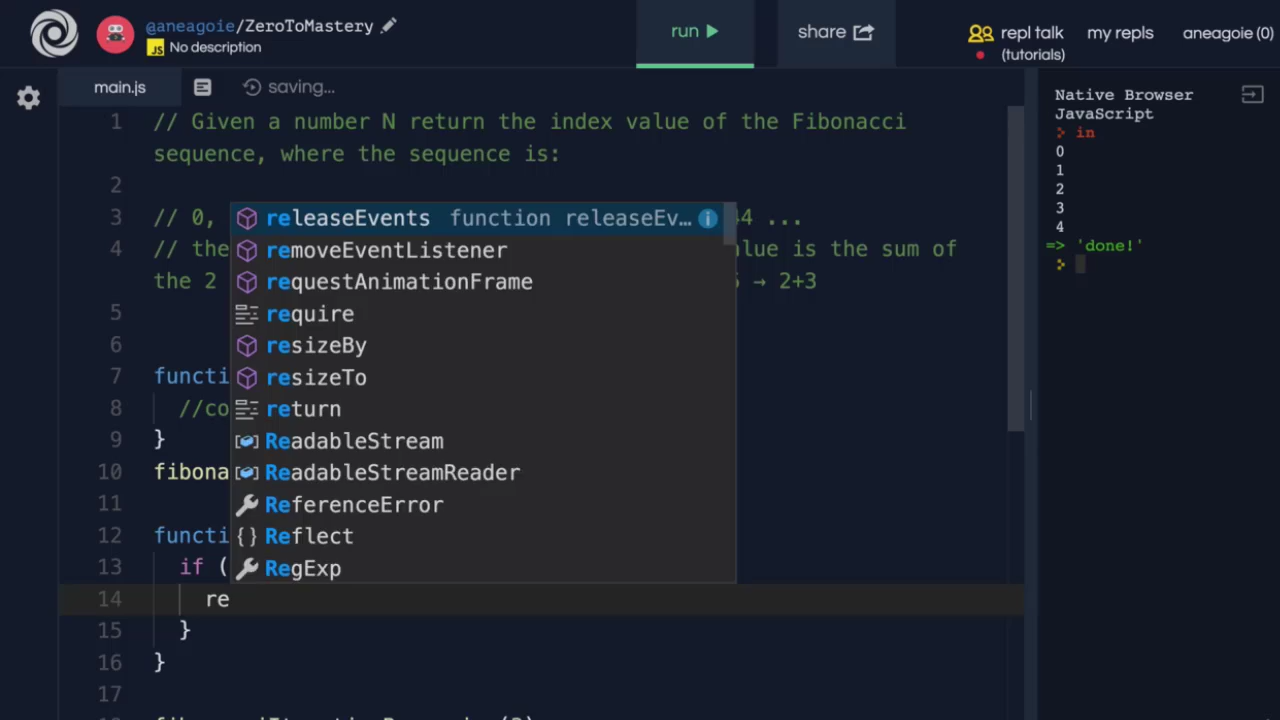 @aneagoie/ZeroToMastery
JS No description
run
share
repl talk
(tutorials)
my repls
aneagoie (0)
main.js
saving...
1 // Given a number N return the index value of the Fibonacci
sequence, where the sequence is:
2
3 // 0, 44 ...
4 // the value is the sum of
the 2 → 2+3
5
6
7 functi
8 //co
9 }
10 fibona
11
12 functi
13 if (
14 re
15 }
16 }
17
releaseEvents function releaseEv...
removeEventListener
requestAnimationFrame
require
resizeBy
resizeTo
return
ReadableStream
ReadableStreamReader
ReferenceError
Reflect
RegExp
Native Browser
JavaScript
in
0
1
2
3
4
=> 'done!'